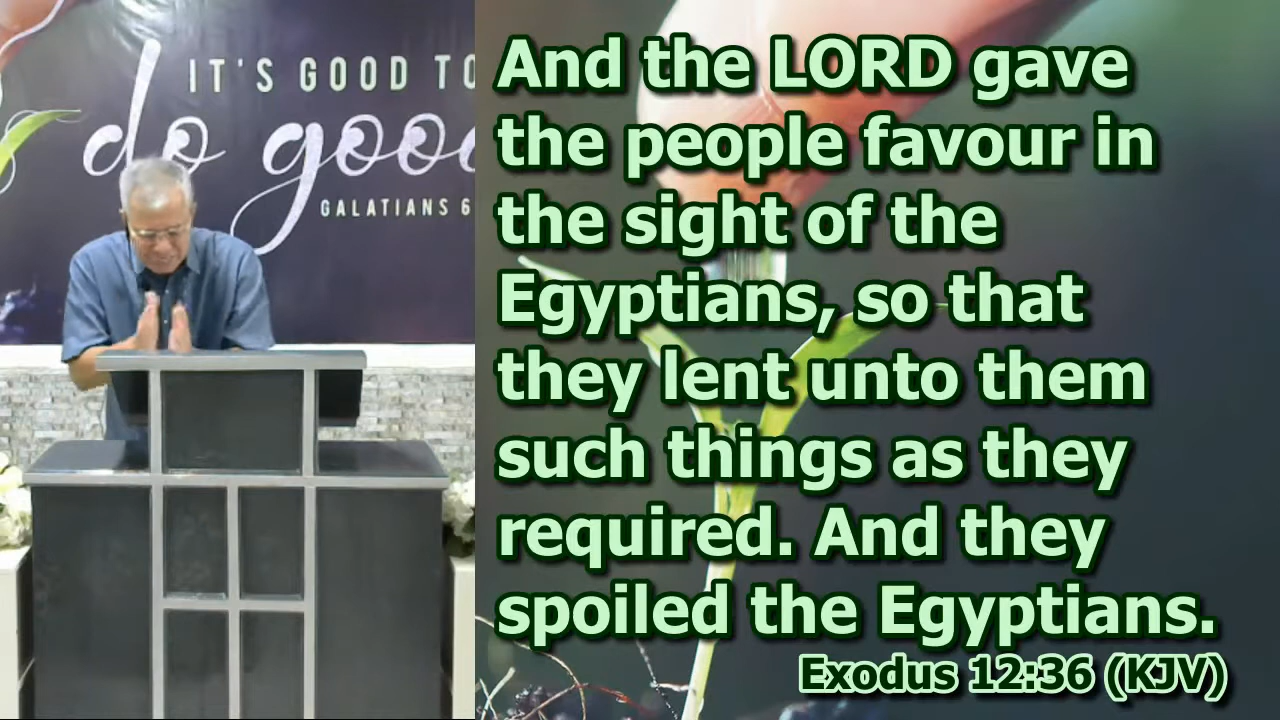 IT'S GOOD TO
do good
GALATIANS 6
And the LORD gave
the people favour in
the sight of the
Egyptians, so that
they lent unto them
such things as they
required. And they
spoiled the Egyptians.
Exodus 12:36 (KJV)